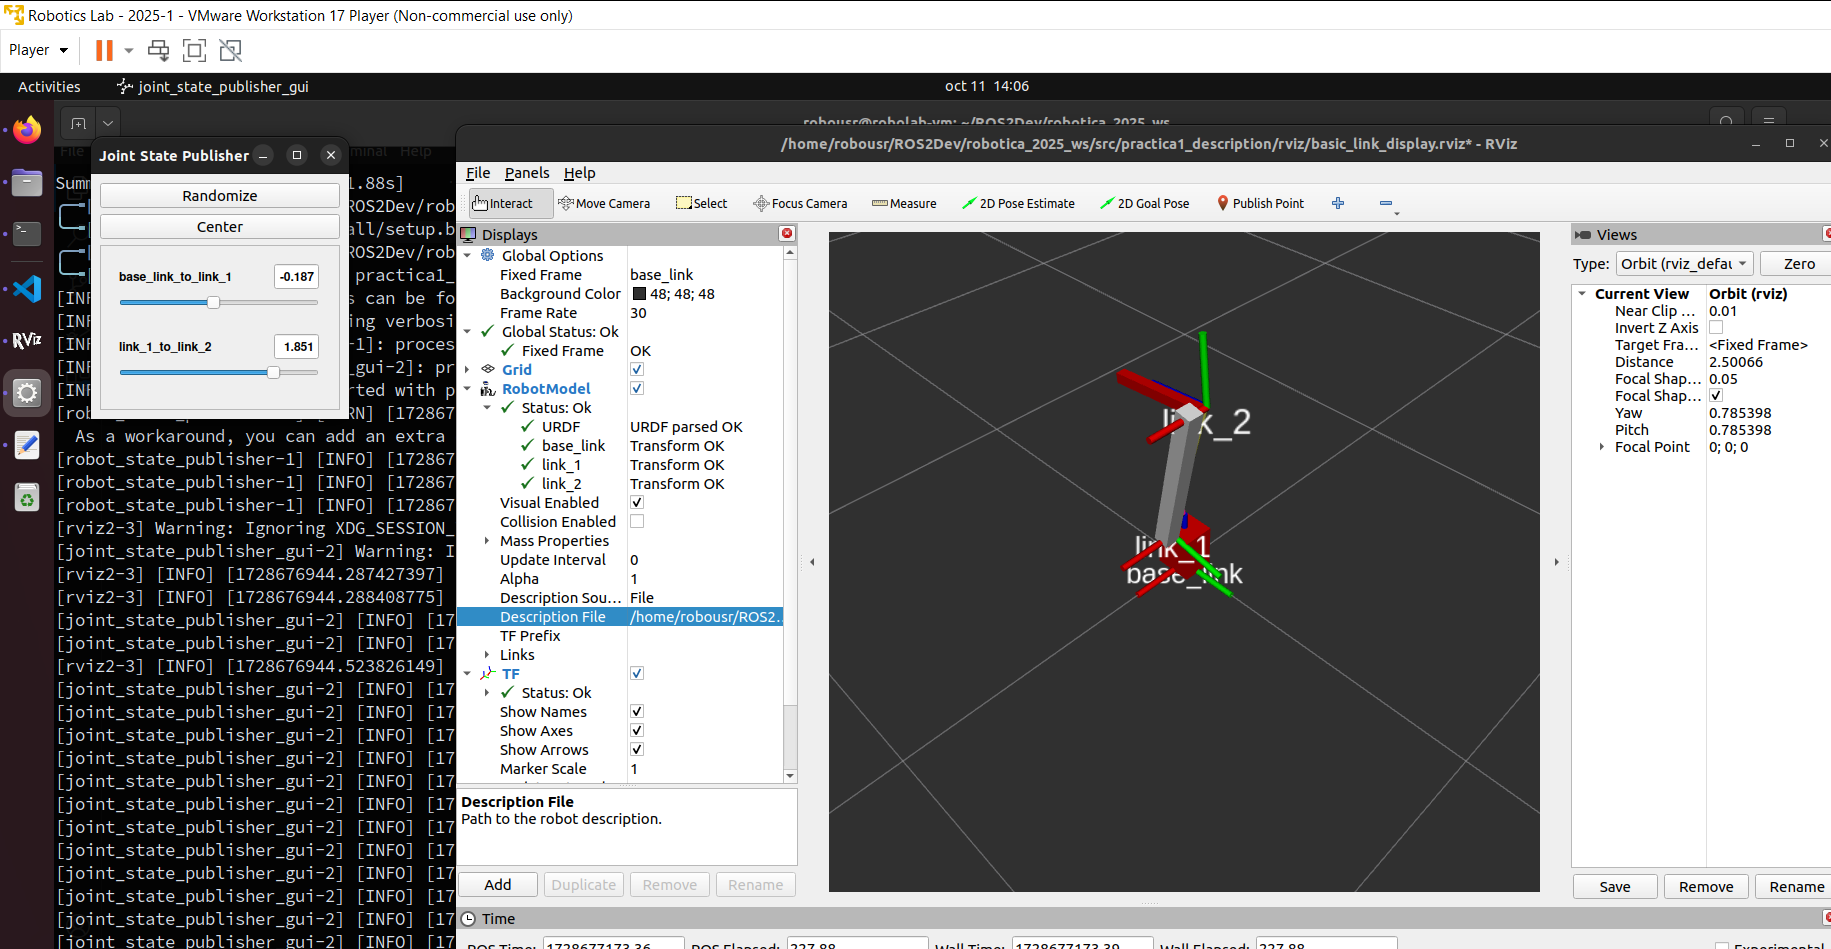 Robotics Lab - 2025-1 - VMware Workstation 17 Player (Non-commercial use only)
Player
Activities
joint_state_publisher_gui
oct 11 14:06
robousr@robolab-vm: ~/ROS2Dev/robotica_2025_ws
Joint State Publisher
Randomize
Center
base_link_to_link_1
-0.187
link_1_to_link_2
1.851
Help
Summ
1.88s]
ROS2Dev/rob
all/setup.b
ROS2Dev/rob
practica1_
[INF
s can be fo
[INF
ing verbosi
[INF
-1]: proces
[INF
_gui-2]: pr
[INF
rted with p
[rob
RN] [172867
As a workaround, you can add an extra
[robot_state_publisher-1] [INFO] [172867
[robot_state_publisher-1] [INFO] [172867
[robot_state_publisher-1] [INFO] [172867
[rviz2-3] Warning: Ignoring XDG_SESSION_
[joint_state_publisher_gui-2] Warning: I
[rviz2-3] [INFO] [1728676944.287427397]
[rviz2-3] [INFO] [1728676944.288408775]
[joint_state_publisher_gui-2] [INFO] [17
[joint_state_publisher_gui-2] [INFO] [17
[rviz2-3] [INFO] [1728676944.523826149]
[joint_state_publisher_gui-2] [INFO] [17
[joint_state_publisher_gui-2] [INFO] [17
[joint_state_publisher_gui-2] [INFO] [17
[joint_state_publisher_gui-2] [INFO] [17
[joint_state_publisher_gui-2] [INFO] [17
[joint_state_publisher_gui-2] [INFO] [17
[joint_state_publisher_gui-2] [INFO] [17
[joint_state_publisher_gui-2] [INFO] [17
[joint_state_publisher_gui-2] [INFO] [17
[joint_state_publisher_gui-2] [INFO] [17
[joint_state_publisher_gui-2] [INFO] [17
[joint_state_publisher_gui-2] [INFO] [17
RViz
/home/robousr/ROS2Dev/robotica_2025_ws/src/practica1_description/rviz/basic_link_display.rviz* - RViz
File Panels Help
Interact Move Camera Select Focus Camera Measure 2D Pose Estimate 2D Goal Pose Publish Point
Displays
Global Options
Fixed Frame base_link
Background Color 48; 48; 48
Frame Rate 30
Global Status: Ok
Fixed Frame OK
Grid
RobotModel
Status: Ok
URDF URDF parsed OK
base_link Transform OK
link_1 Transform OK
link_2 Transform OK
Visual Enabled
Collision Enabled
Mass Properties
Update Interval 0
Alpha 1
Description Sou... File
Description File /home/robousr/ROS2...
TF Prefix
Links
TF
Status: Ok
Show Names
Show Axes
Show Arrows
Marker Scale 1
Description File
Path to the robot description.
Add Duplicate Remove Rename
link_2
link_1
base_link
Views
Type: Orbit (rviz_defau Zero
Current View Orbit (rviz)
Near Clip ... 0.01
Invert Z Axis
Target Fra... <Fixed Frame>
Distance 2.50066
Focal Shap... 0.05
Focal Shap...
Yaw 0.785398
Pitch 0.785398
Focal Point 0; 0; 0
Save Remove Rename
Time
ROS Time: 1728677173.36 ROS Elapsed: 227.88 Wall Time: 1728677173.39 Wall Elapsed: 227.88 Experimental